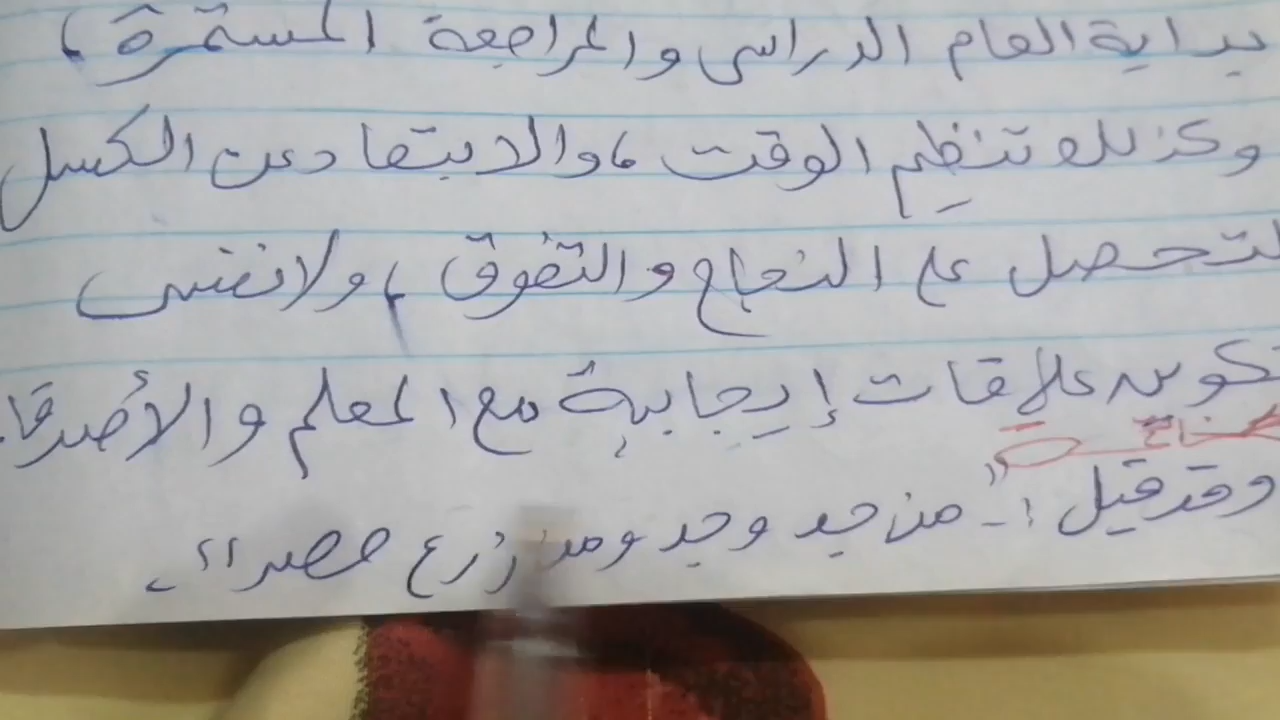 بداية العام الدراسى والمراجعة المستمرة ،
وكذلك تنظيم الوقت ، والابتعاد عن الكسل
لتحصل على النجاح والتفوق ، ولا ننسى
تكوين علاقات إيجابية مع المعلم والأصدقاء
وقد قيل :- " من جد وجد ومن زرع حصد " .